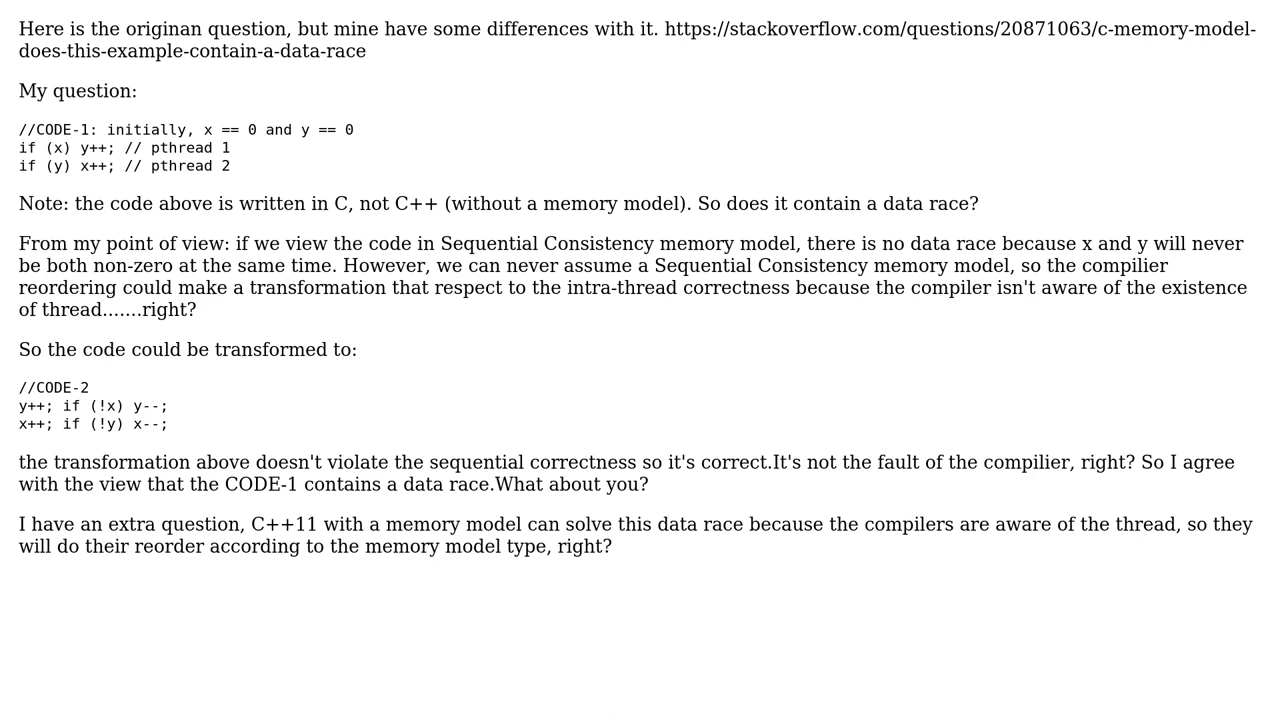 Here is the originan question, but mine have some differences with it. https://stackoverflow.com/questions/20871063/c-memory-model-
does-this-example-contain-a-data-race
My question:
//CODE-1: initially, x == 0 and y == 0
if (x) y++; // pthread 1
if (y) x++; // pthread 2
Note: the code above is written in C, not C++ (without a memory model). So does it contain a data race?
From my point of view: if we view the code in Sequential Consistency memory model, there is no data race because x and y will never
be both non-zero at the same time. However, we can never assume a Sequential Consistency memory model, so the compilier
reordering could make a transformation that respect to the intra-thread correctness because the compiler isn't aware of the existence
of thread.......right?
So the code could be transformed to:
//CODE-2
y++; if (!x) y--;
x++; if (!y) x--;
the transformation above doesn't violate the sequential correctness so it's correct.It's not the fault of the compilier, right? So I agree
with the view that the CODE-1 contains a data race.What about you?
I have an extra question, C++11 with a memory model can solve this data race because the compilers are aware of the thread, so they
will do their reorder according to the memory model type, right?